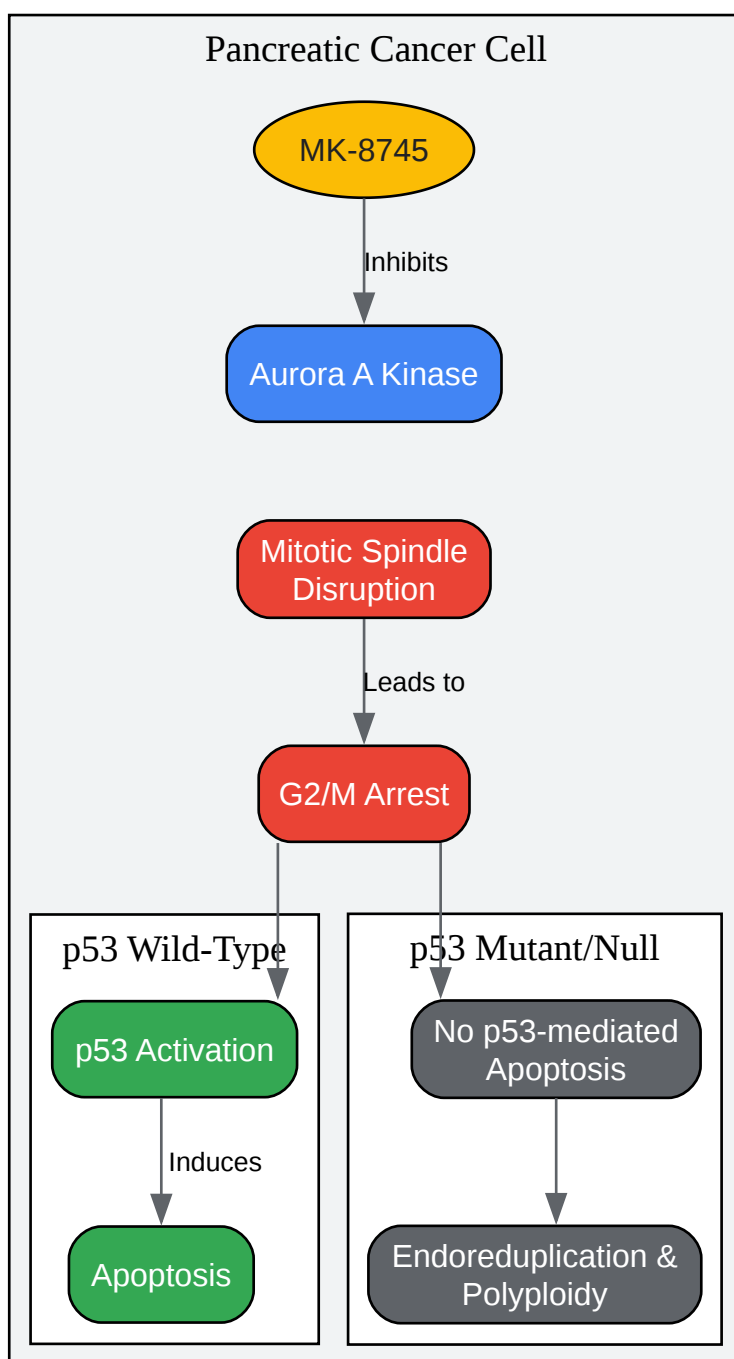 Pancreatic Cancer Cell
MK-8745
Inhibits
Aurora A Kinase
Mitotic Spindle
Disruption
Leads to
G2/M Arrest
p53 Wild-Type
p53 Activation
Induces
Apoptosis
p53 Mutant/Null
No p53-mediated
Apoptosis
Endoreduplication &
Polyploidy